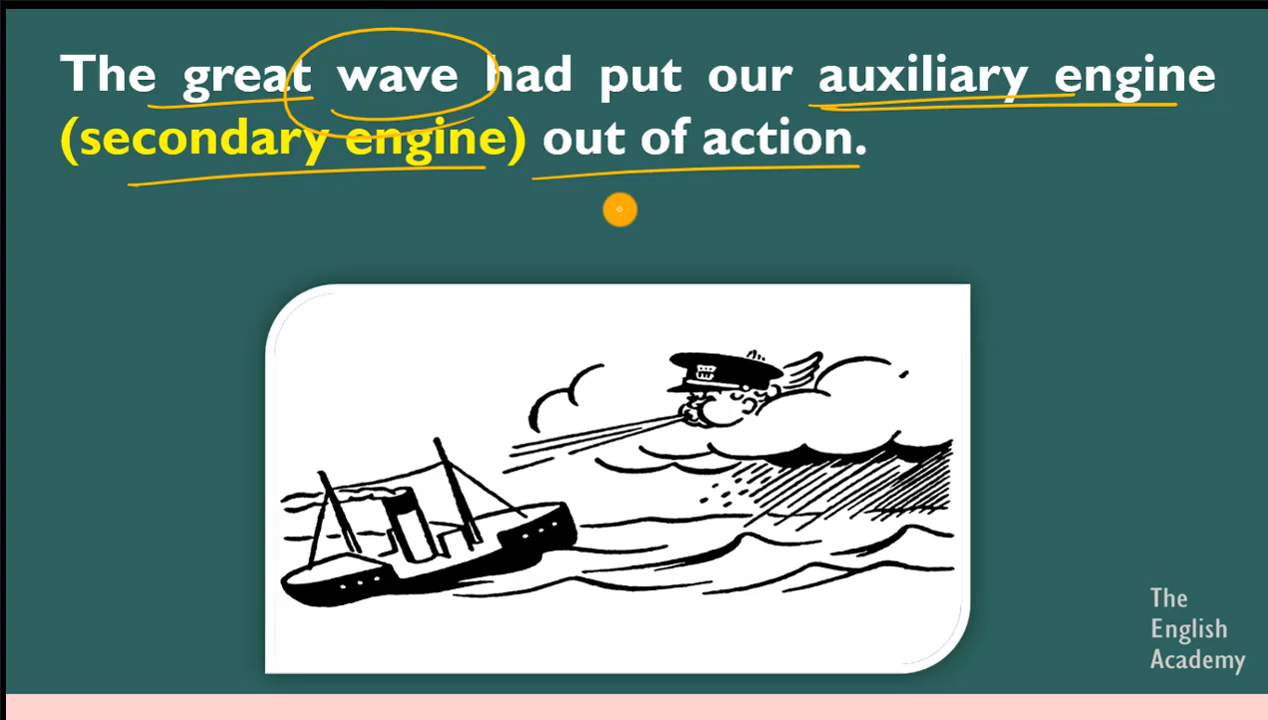 The great wave had put our auxiliary engine
(secondary engine) out of action.
The
English
Academy